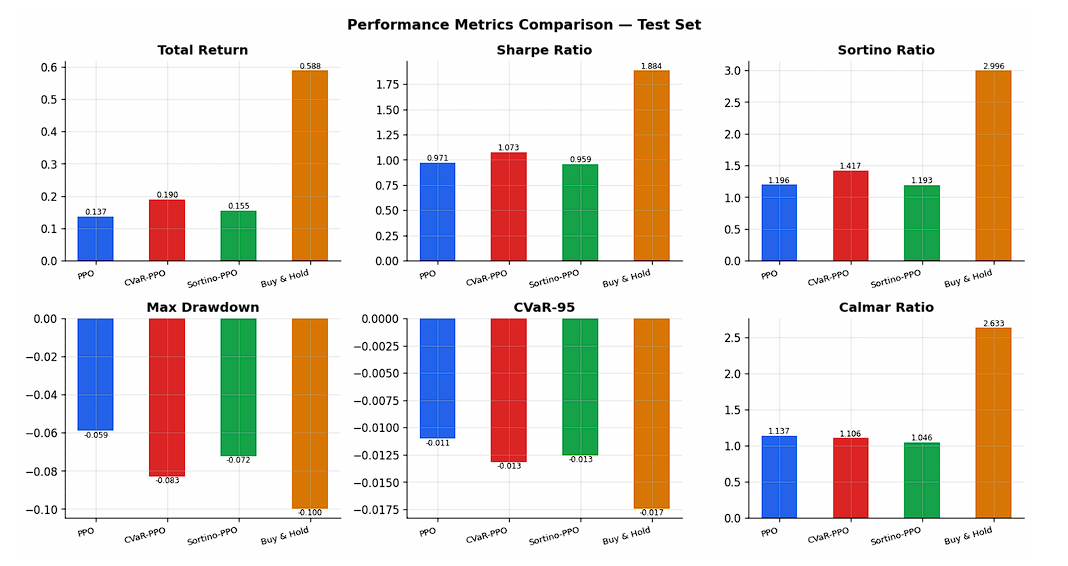 Performance Metrics Comparison — Test Set
Total Return
0.6
0.5
0.4
0.3
0.2
0.1
0.0
0.137
0.190
0.155
0.588
PPO
CVaR-PPO
Sortino-PPO
Buy & Hold
Sharpe Ratio
1.75
1.50
1.25
1.00
0.75
0.50
0.25
0.00
0.971
1.073
0.959
1.884
PPO
CVaR-PPO
Sortino-PPO
Buy & Hold
Sortino Ratio
3.0
2.5
2.0
1.5
1.0
0.5
0.0
1.196
1.417
1.193
2.996
PPO
CVaR-PPO
Sortino-PPO
Buy & Hold
Max Drawdown
0.00
−0.02
−0.04
−0.06
−0.08
−0.10
-0.059
-0.083
-0.072
-0.100
PPO
CVaR-PPO
Sortino-PPO
Buy & Hold
CVaR-95
0.0000
−0.0025
−0.0050
−0.0075
−0.0100
−0.0125
−0.0150
−0.0175
-0.011
-0.013
-0.013
-0.017
PPO
CVaR-PPO
Sortino-PPO
Buy & Hold
Calmar Ratio
2.5
2.0
1.5
1.0
0.5
0.0
1.137
1.106
1.046
2.633
PPO
CVaR-PPO
Sortino-PPO
Buy & Hold